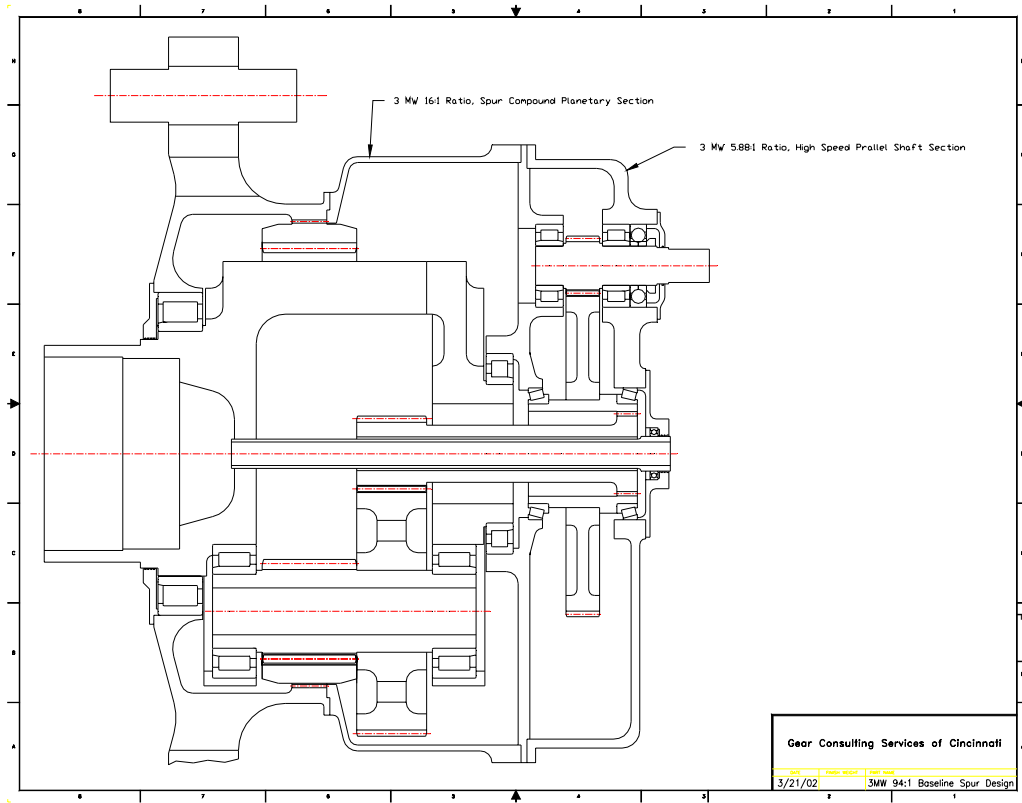 3 MW 16:1 Ratio, Spur Compound Planetary Section
3 MW 5.88:1 Ratio, High Speed Prallel Shaft Section
Gear Consulting Services of Cincinnati
3/21/02
3MW 94:1 Baseline Spur Design